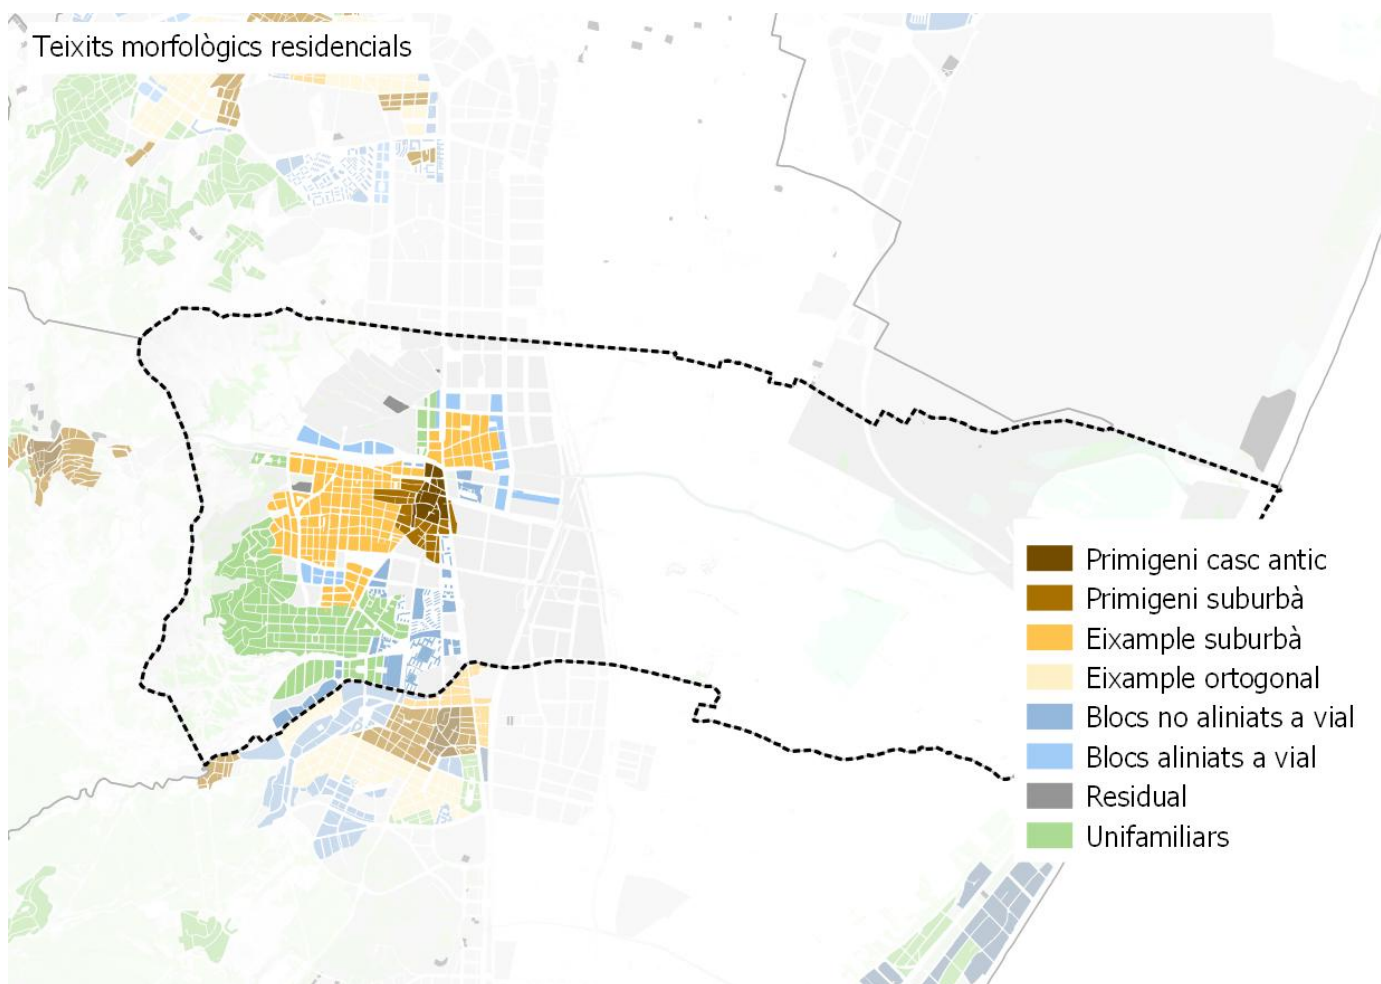 Teixits morfològics residencials
Primigeni casc antic
Primigeni suburbà
Eixample suburbà
Eixample ortogonal
Blocs no aliniats a vial
Blocs aliniats a vial
Residual
Unifamiliars